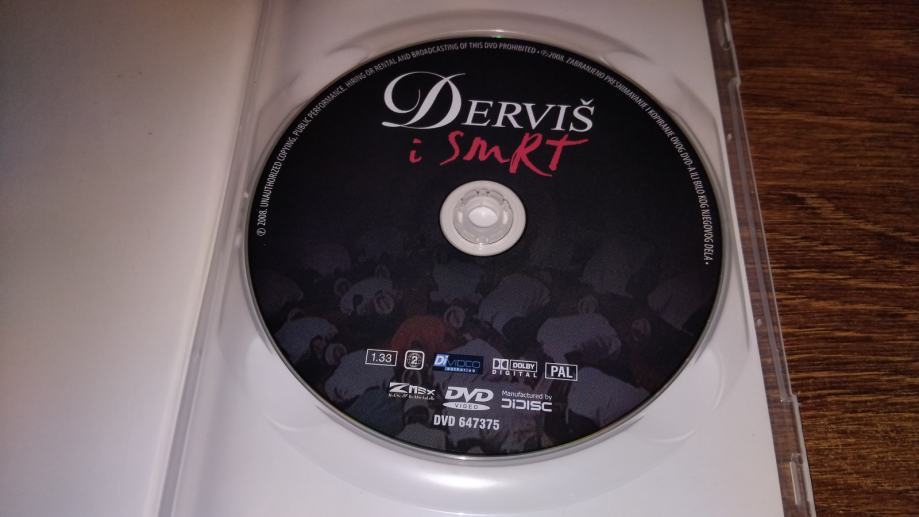 ℗ 2008. UNAUTHORIZED COPYING, PUBLIC PERFORMANCE, HIRING OR RENTAL AND BROADCASTING OF THIS DVD PROHIBITED • ℗2008. ZABRANJENO PRESNIMAVANJE I KOPIRANJE OVOG DVD-A ILI BILO KOG NJEGOVOG DELA •
DERVIŠ
i SMRT
1.33 2 Di VIDEO DOLBY DIGITAL PAL
DVD VIDEO Manufactured by DIDISC
DVD 647375